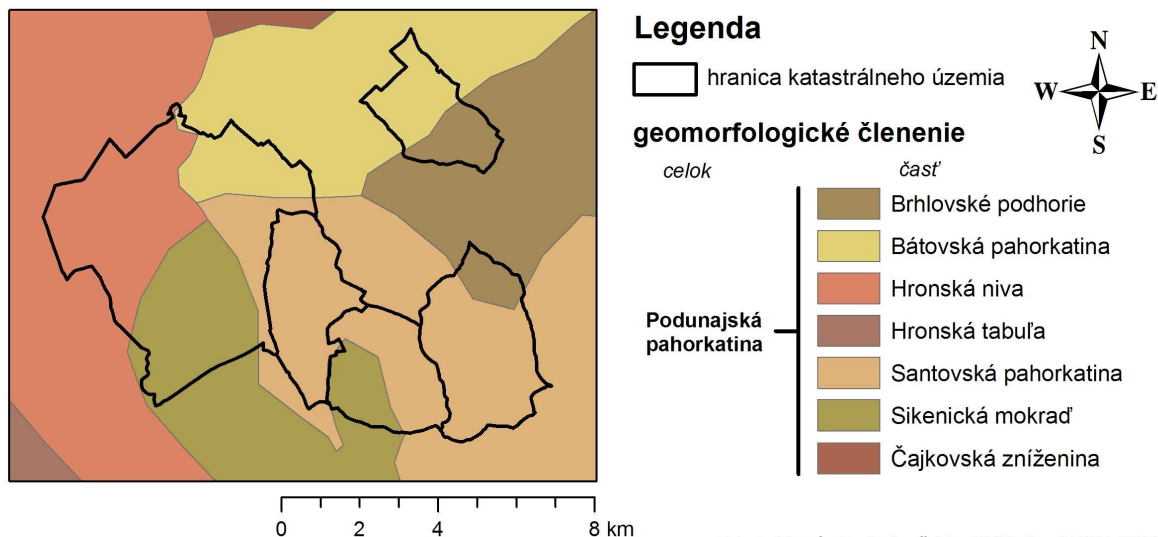 Legenda
hranica katastrálneho územia
N
W E
S
geomorfologické členenie
celok
časť
Podunajská
pahorkatina
Brhlovské podhorie
Bátovská pahorkatina
Hronská niva
Hronská tabuľa
Santovská pahorkatina
Sikenická mokraď
Čajkovská zníženina
0 2 4 8 km